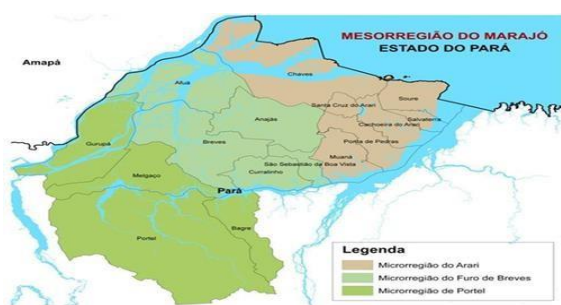 MESORREGIÃO DO MARAJÓ
ESTADO DO PARÁ
Amapá
Chaves
Afuá
Santa Cruz do Arari
Soure
Salvaterra
Cachoeira do Arari
Anajás
Gurupá
Breves
Ponta de Pedras
Muaná
São Sebastião da Boa Vista
Melgaço
Curralinho
Pará
Portel
Bagre
Legenda
Microrregião do Arari
Microrregião do Furo de Breves
Microrregião de Portel